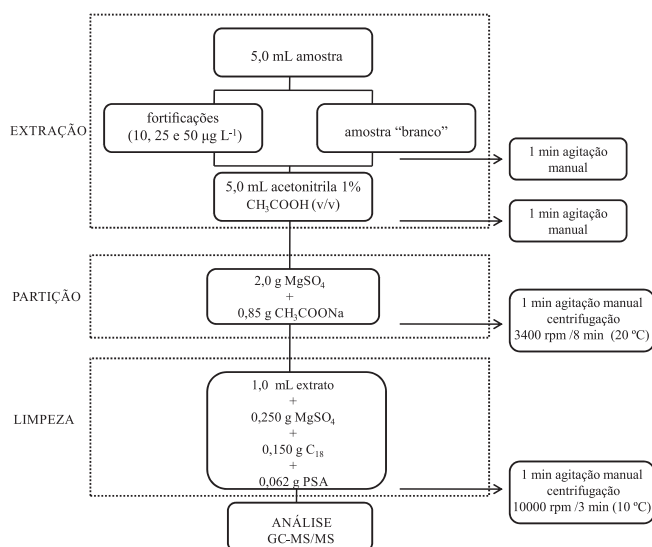 5,0 mL amostra
EXTRAÇÃO
fortificações
(10, 25 e 50 µg L⁻¹)
amostra “branco”
1 min agitação
manual
5,0 mL acetonitrila 1%
CH₃COOH (v/v)
1 min agitação
manual
PARTIÇÃO
2,0 g MgSO₄
+
0,85 g CH₃COONa
1 min agitação manual
centrifugação
3400 rpm /8 min (20 ºC)
LIMPEZA
1,0 mL extrato
+
0,250 g MgSO₄
+
0,150 g C₁₈
+
0,062 g PSA
1 min agitação manual
centrifugação
10000 rpm /3 min (10 ºC)
ANÁLISE
GC-MS/MS